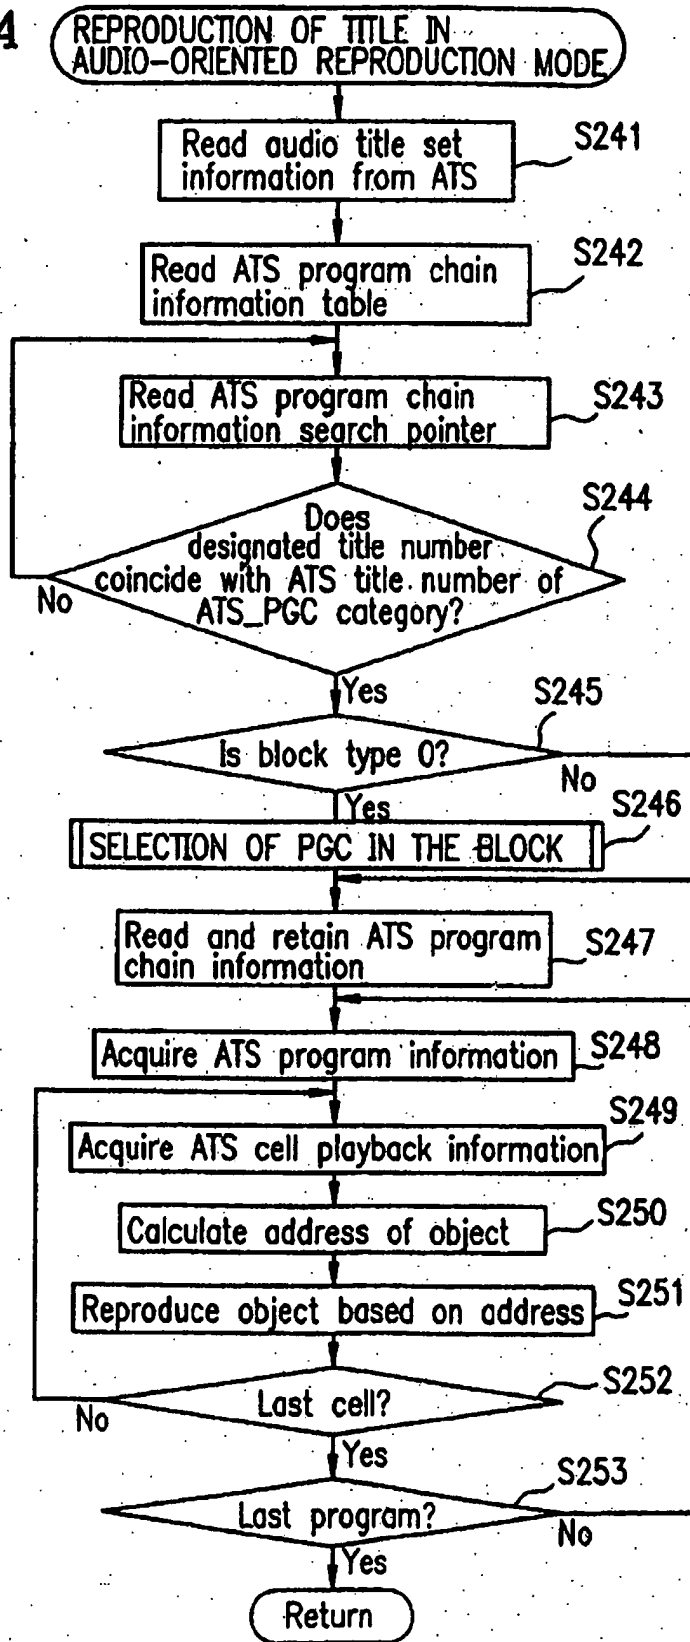 4
REPRODUCTION OF TITLE IN
AUDIO-ORIENTED REPRODUCTION MODE
Read audio title set
information from ATS
S241
Read ATS program chain
information table
S242
Read ATS program chain
information search pointer
S243
Does
designated title number
coincide with ATS title number of
ATS_PGC category?
S244
No
Yes
Is block type 0?
S245
No
Yes
SELECTION OF PGC IN THE BLOCK
S246
Read and retain ATS program
chain information
S247
Acquire ATS program information
S248
Acquire ATS cell playback information
S249
Calculate address of object
S250
Reproduce object based on address
S251
Last cell?
S252
No
Yes
Last program?
S253
No
Yes
Return